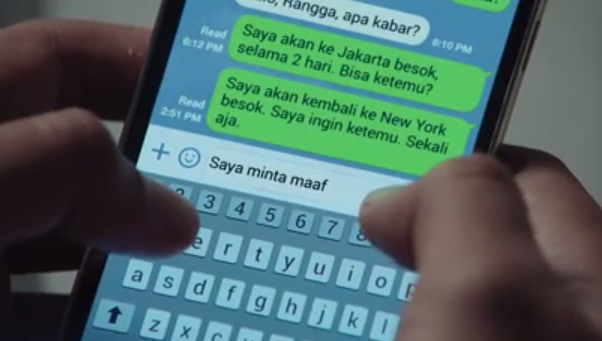 Rangga, apa kabar?
6:10 PM
Read
6:12 PM
Saya akan ke Jakarta besok,
selama 2 hari. Bisa ketemu?
Read
2:51 PM
Saya akan kembali ke New York
besok. Saya ingin ketemu. Sekali
aja.
+ Saya minta maaf
3 4 5 6 7 8
e r t y u i o p
a s d f g h j k l
z x c